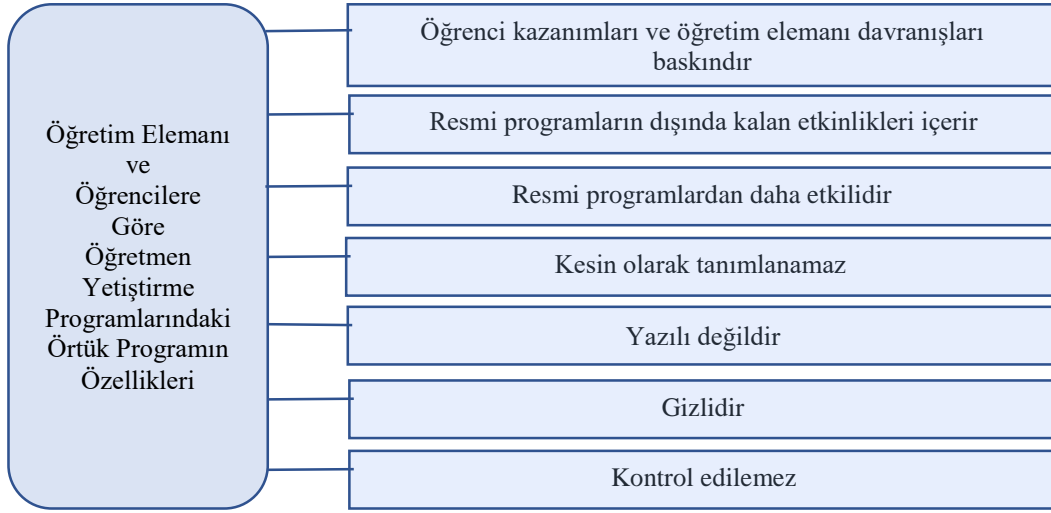 Öğretim Elemanı
ve
Öğrencilere
Göre
Öğretmen
Yetiştirme
Programlarındaki
Örtük Programın
Özellikleri
Öğrenci kazanımları ve öğretim elemanı davranışları
baskındır
Resmi programların dışında kalan etkinlikleri içerir
Resmi programlardan daha etkilidir
Kesin olarak tanımlanamaz
Yazılı değildir
Gizlidir
Kontrol edilemez